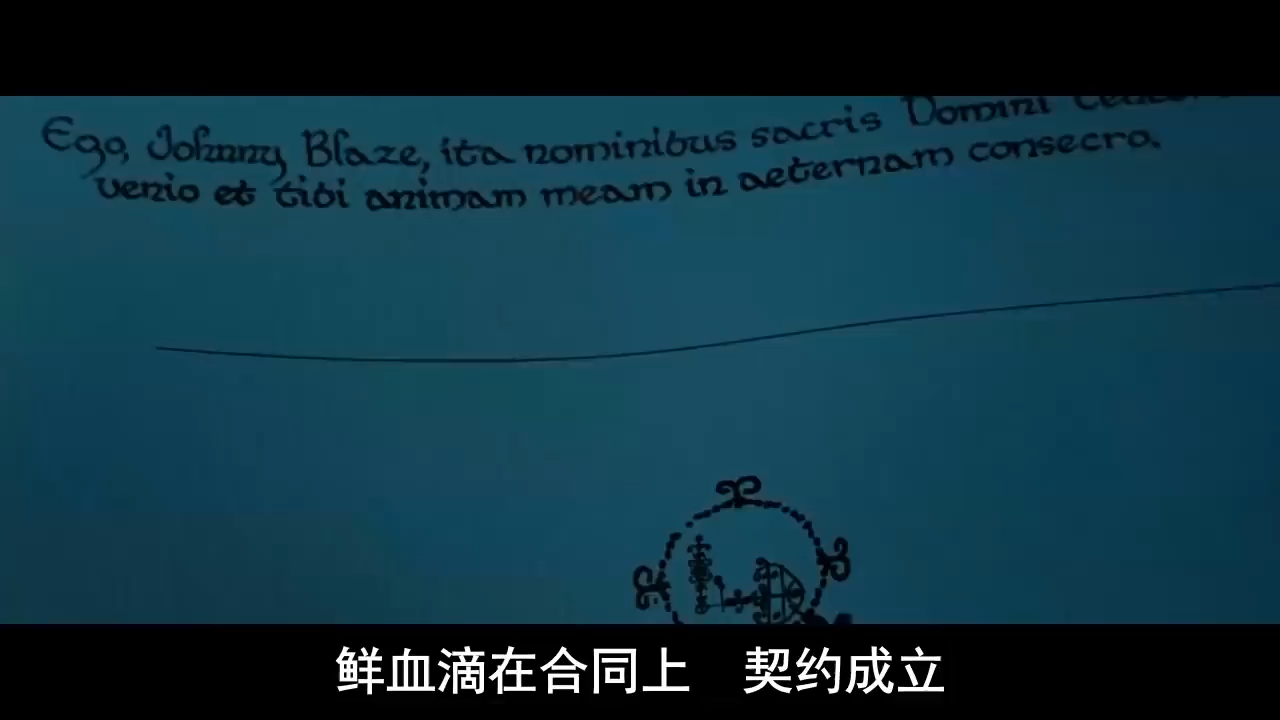 Ego, Johnny Blaze, ita nominibus sacris Domini
venio et tibi animam meam in aeternam consecro.
鲜血滴在合同上 契约成立